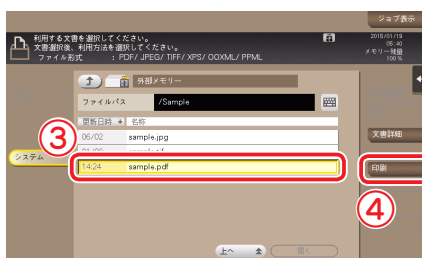 ジョブ表示
利用する文書を選択してください。
文書選択後、利用方法を選択してください。
ファイル形式 : PDF/ JPEG/ TIFF/ XPS/ OOXML/ PPML
2015/01/19
05:40
メモリー残量
100 %
外部メモリー
ファイルパス /Sample
更新日時 名称
06/02 sample.jpg
14:24 sample.pdf
③
システム
文書詳細
印刷
④
上へ
開く